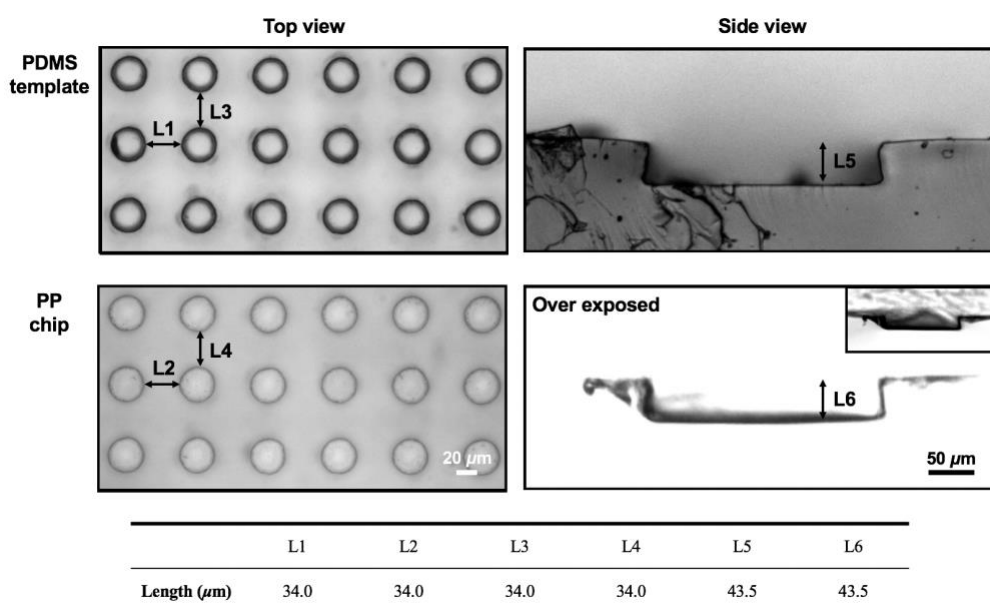 Top view
Side view
PDMS
template
L1
L3
L5
PP
chip
L2
L4
20 µm
Over exposed
L6
50 µm
L1 L2 L3 L4 L5 L6
Length (µm) 34.0 34.0 34.0 34.0 43.5 43.5